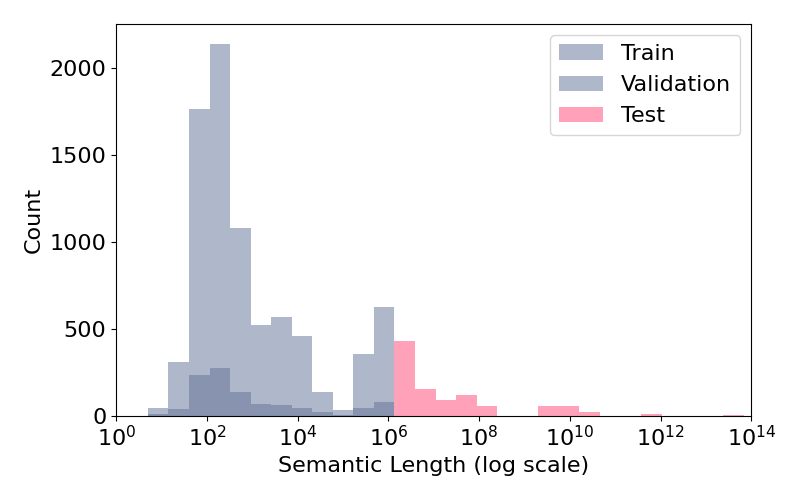 Train
Validation
Test
2000
1500
1000
500
0
Count
10^0 10^2 10^4 10^6 10^8 10^10 10^12 10^14
Semantic Length (log scale)